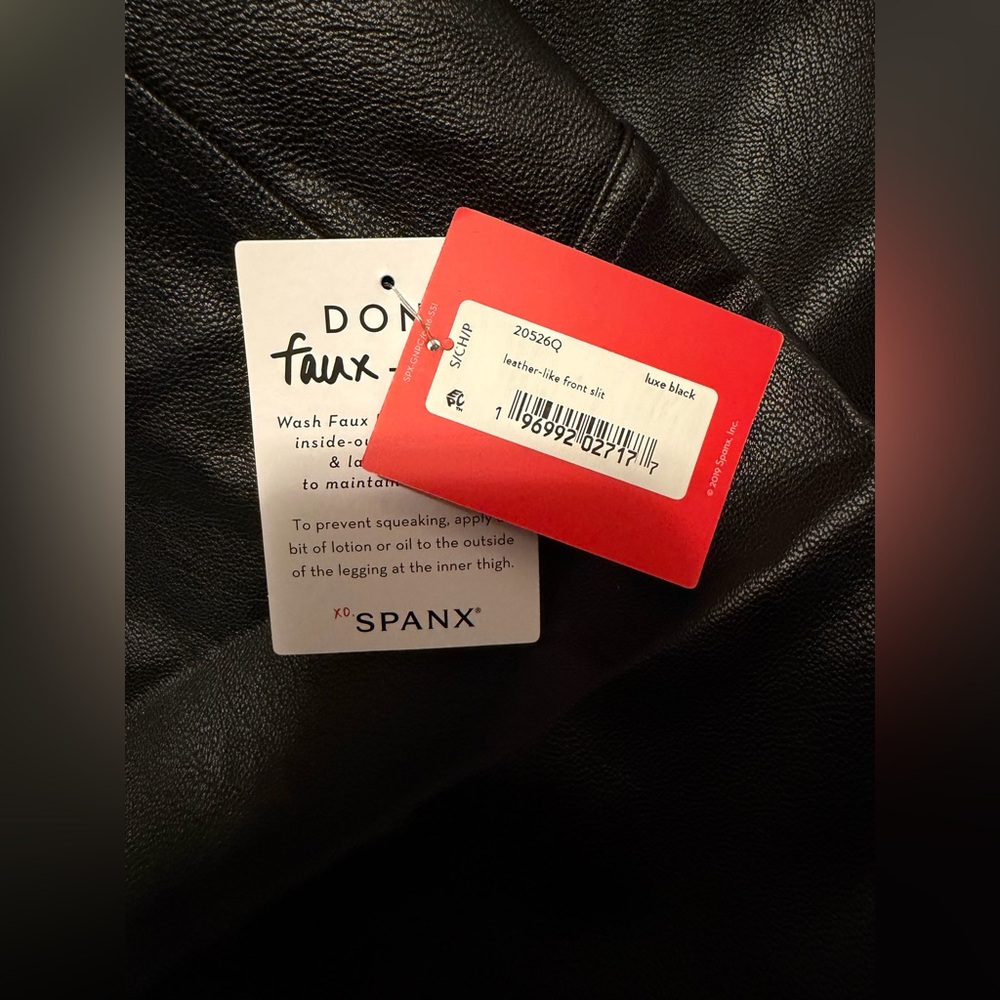 DON
faux
Wash Faux
inside-ou
& la
to maintain
To prevent squeaking, apply
bit of lotion or oil to the outside
of the legging at the inner thigh.
XO, SPANX®
S/CH/P
20526Q
leather-like front slit
luxe black
1 96992 02717 7
© 2019 Spanx, Inc.